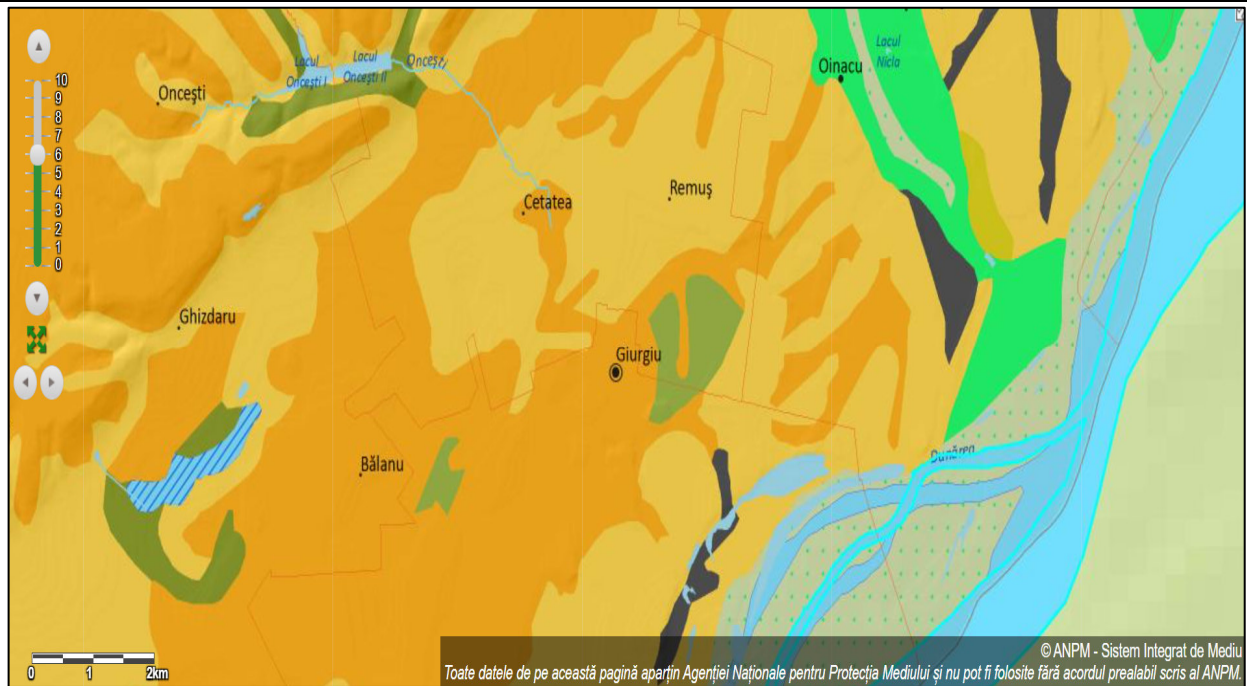 Lacul
Nicla
Oinacu
Lacul
Oncești I
Lacul
Oncești II
Oncești
10
9
8
7
6
5
4
3
2
1
0
Remuș
Cetatea
Ghizdaru
Giurgiu
Bălanu
Dunărea
0 1 2km
© ANPM - Sistem Integrat de Mediu
Toate datele de pe această pagină aparțin Agenției Naționale pentru Protecția Mediului și nu pot fi folosite fără acordul prealabil scris al ANPM.